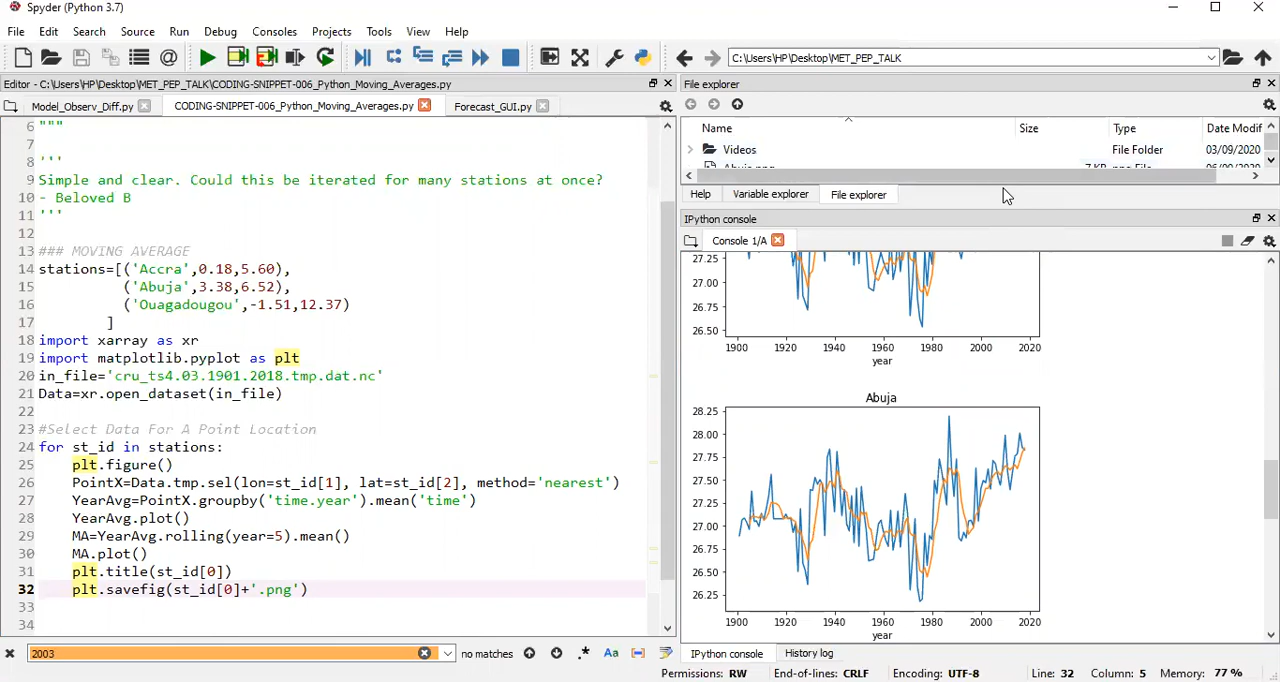 Spyder (Python 3.7)
File Edit Search Source Run Debug Consoles Projects Tools View Help
C:\Users\HP\Desktop\MET_PEP_TALK
Editor - C:\Users\HP\Desktop\MET_PEP_TALK\CODING-SNIPPET-006_Python_Moving_Averages.py
Model_Observ_Diff.py CODING-SNIPPET-006_Python_Moving_Averages.py Forecast_GUI.py
6 """
7
8 '''
9 Simple and clear. Could this be iterated for many stations at once?
10 - Beloved B
11 '''
12
13 ### MOVING AVERAGE
14 stations=[('Accra',0.18,5.60),
15 ('Abuja',3.38,6.52),
16 ('Ouagadougou',-1.51,12.37)
17 ]
18 import xarray as xr
19 import matplotlib.pyplot as plt
20 in_file='cru_ts4.03.1901.2018.tmp.dat.nc'
21 Data=xr.open_dataset(in_file)
22
23 #Select Data For A Point Location
24 for st_id in stations:
25 plt.figure()
26 PointX=Data.tmp.sel(lon=st_id[1], lat=st_id[2], method='nearest')
27 YearAvg=PointX.groupby('time.year').mean('time')
28 YearAvg.plot()
29 MA=YearAvg.rolling(year=5).mean()
30 MA.plot()
31 plt.title(st_id[0])
32 plt.savefig(st_id[0]+'.png')
33
34
2003 Aa no matches
File explorer
Name Size Type Date Modif
Videos File Folder 03/09/2020
Abuja.png 7 KB png File
Help Variable explorer File explorer
IPython console
Console 1/A
27.25
27.00
26.75
26.50
1900 1920 1940 1960 1980 2000 2020
year
Abuja
28.25
28.00
27.75
27.50
27.25
27.00
26.75
26.50
26.25
1900 1920 1940 1960 1980 2000 2020
year
IPython console History log
Permissions: RW End-of-lines: CRLF Encoding: UTF-8 Line: 32 Column: 5 Memory: 77 %